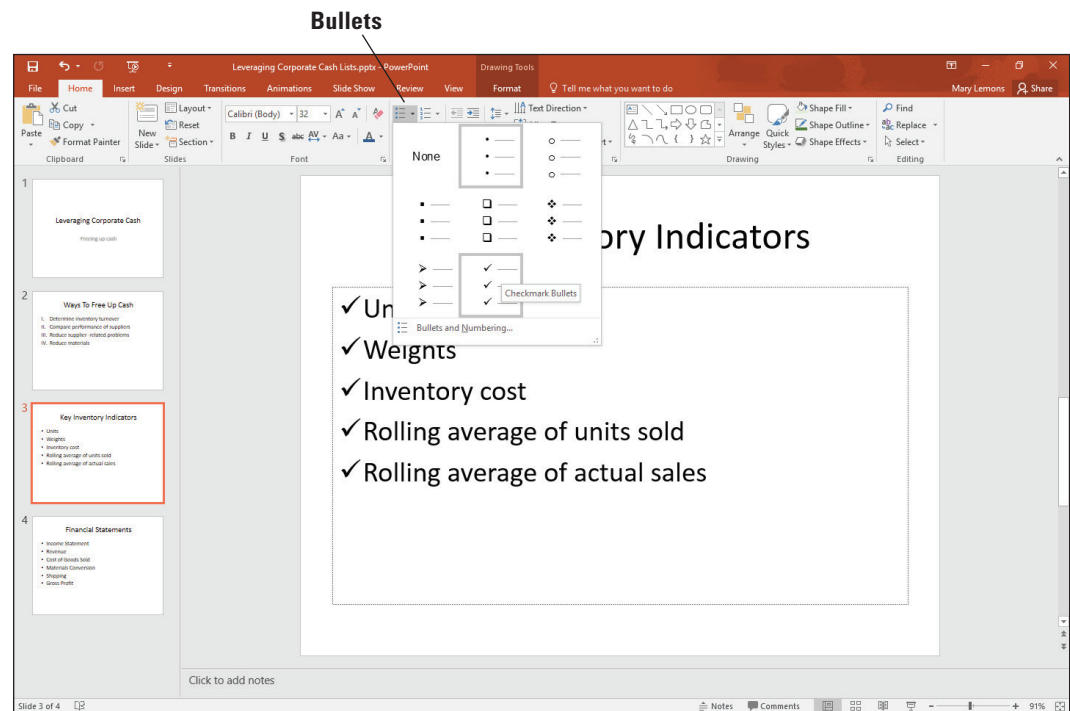 Bullets
Leveraging Corporate Cash Lists.pptx - PowerPoint
Drawing Tools
File Home Insert Design Transitions Animations Slide Show Review View Format Tell me what you want to do
Mary Lemons Share
Paste
Cut
Copy
Format Painter
Clipboard
New
Slide
Layout
Reset
Section
Slides
Calibri (Body) 32
B I U S abc AV Aa A
Font
Text Direction
Arrange
Quick
Styles
Shape Fill
Shape Outline
Shape Effects
Drawing
Find
Replace
Select
Editing
None
Checkmark Bullets
Bullets and Numbering...
1
Leveraging Corporate Cash
Freeing up cash
2
Ways To Free Up Cash
I. Determine inventory turnover
II. Compare performance of suppliers
III. Reduce supplier-related problems
IV. Reduce materials
3
Key Inventory Indicators
• Units
• Weights
• Inventory cost
• Rolling average of units sold
• Rolling average of actual sales
4
Financial Statements
• Income Statement
• Revenue
• Cost of Goods Sold
• Materials Conversion
• Shipping
• Gross Profit
ory Indicators
✓ Un
✓ Weights
✓ Inventory cost
✓ Rolling average of units sold
✓ Rolling average of actual sales
Click to add notes
Slide 3 of 4
Notes Comments 91%